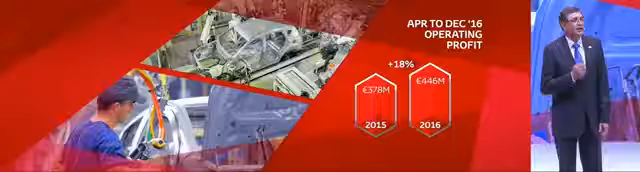 APR TO DEC '16
OPERATING
PROFIT
+18%
€378M
€446M
2015
2016